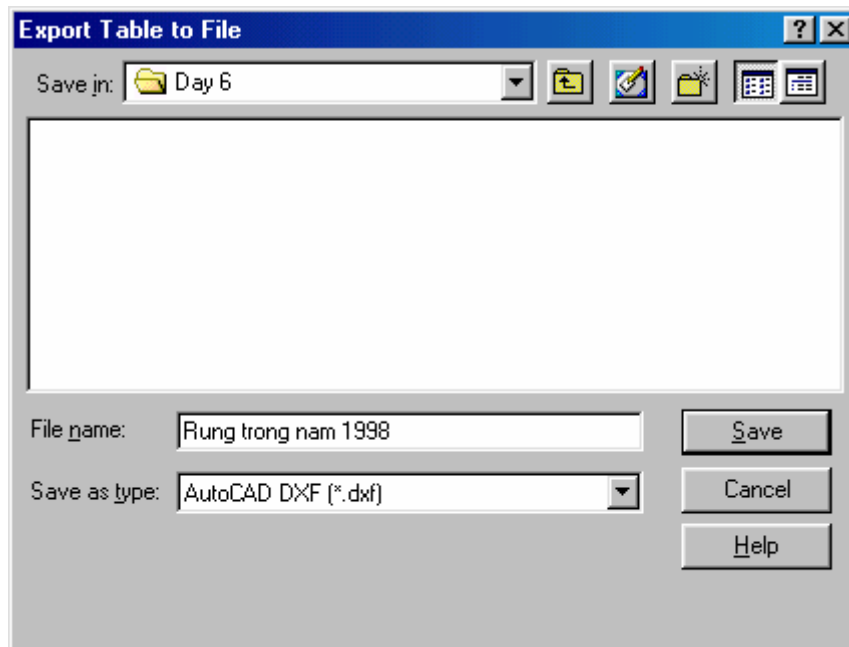 Export Table to File
Save in: Day 6
File name: Rung trong nam 1998 Save
Save as type: AutoCAD DXF (*.dxf) Cancel
Help